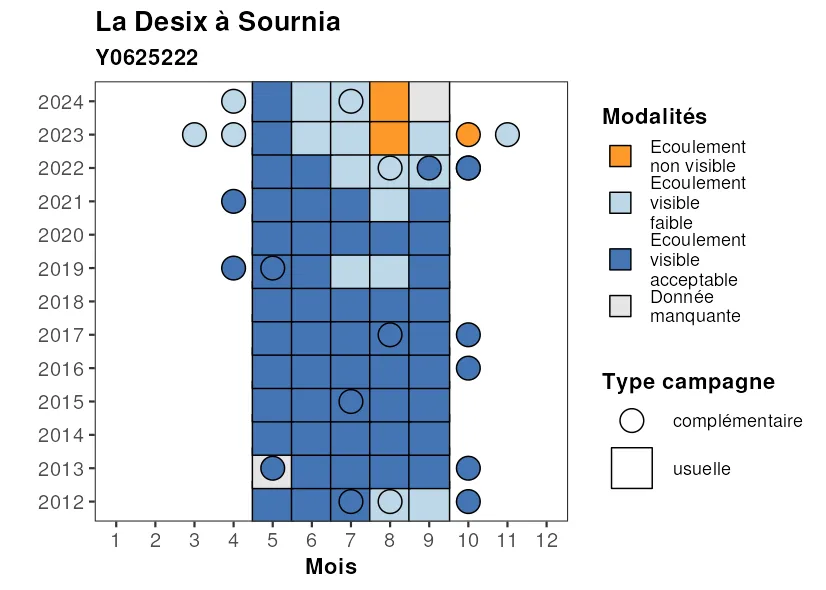 La Desix à Sournia
Y0625222
2024
2023
2022
2021
2020
2019
2018
2017
2016
2015
2014
2013
2012
1 2 3 4 5 6 7 8 9 10 11 12
Mois
Modalités
Ecoulement
non visible
Ecoulement
visible
faible
Ecoulement
visible
acceptable
Donnée
manquante
Type campagne
complémentaire
usuelle